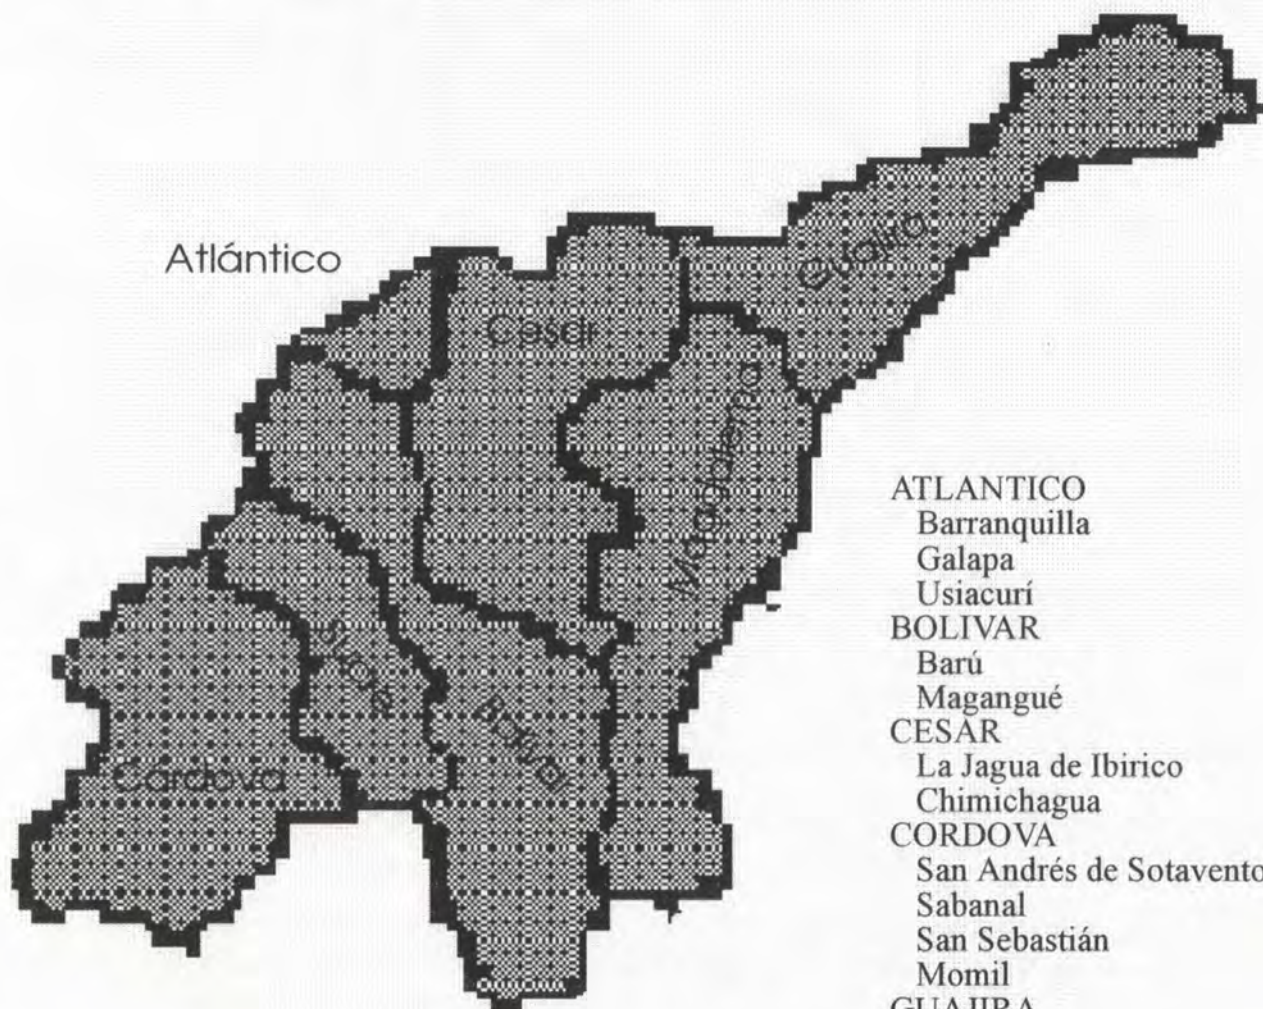 Atlántico
Guajira
Cesar
Magdalena
Sucre
Bolivar
Cordova
ATLANTICO
Barranquilla
Galapa
Usiacurí
BOLIVAR
Barú
Magangué
CESAR
La Jagua de Ibirico
Chimichagua
CORDOVA
San Andrés de Sotavento
Sabanal
San Sebastián
Momil
GUAJIRA